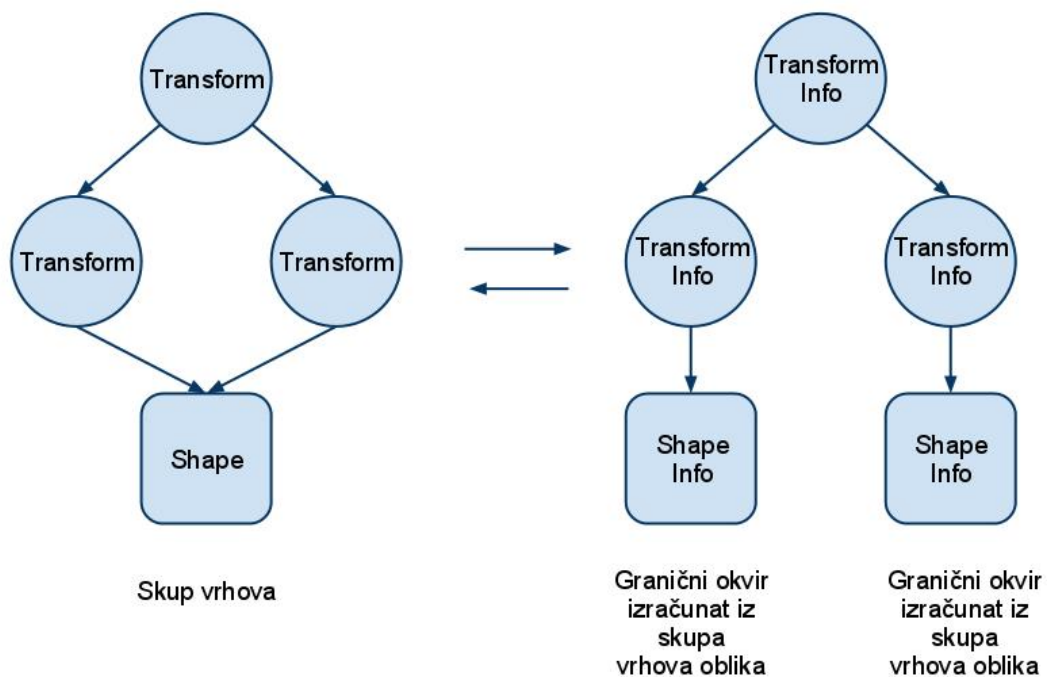 Transform
Transform
Info
Transform
Transform
Transform
Info
Transform
Info
Shape
Shape
Info
Shape
Info
Skup vrhova
Granični okvir
izračunat iz
skupa
vrhova oblika
Granični okvir
izračunat iz
skupa
vrhova oblika